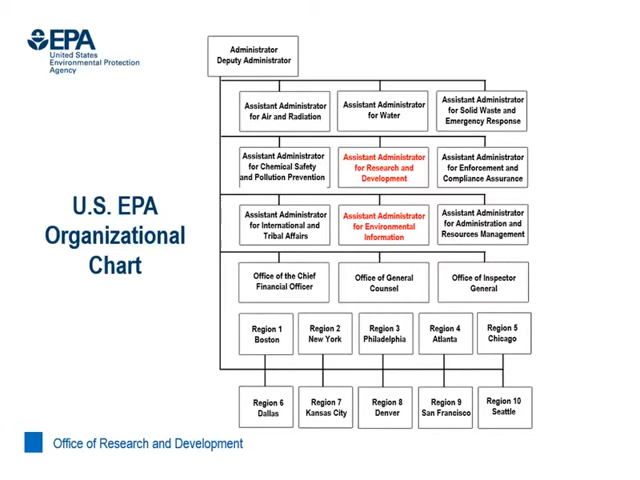 EPA
United States
Environmental Protection
Agency
U.S. EPA
Organizational
Chart
Administrator
Deputy Administrator
Assistant Administrator
for Air and Radiation
Assistant Administrator
for Water
Assistant Administrator
for Solid Waste and
Emergency Response
Assistant Administrator
for Chemical Safety
and Pollution Prevention
Assistant Administrator
for Research and
Development
Assistant Administrator
for Enforcement and
Compliance Assurance
Assistant Administrator
for International and
Tribal Affairs
Assistant Administrator
for Environmental
Information
Assistant Administrator
for Administration and
Resources Management
Office of the Chief
Financial Officer
Office of General
Counsel
Office of Inspector
General
Region 1
Boston
Region 2
New York
Region 3
Philadelphia
Region 4
Atlanta
Region 5
Chicago
Region 6
Dallas
Region 7
Kansas City
Region 8
Denver
Region 9
San Francisco
Region 10
Seattle
Office of Research and Development